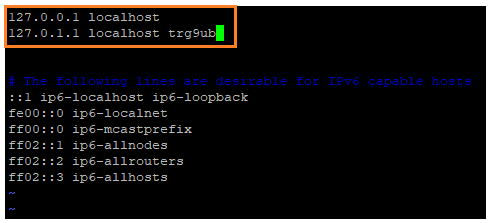 127.0.0.1 localhost
127.0.1.1 localhost trg9ub
# The following lines are desirable for IPv6 capable hosts
::1 ip6-localhost ip6-loopback
fe00::0 ip6-localnet
ff00::0 ip6-mcastprefix
ff02::1 ip6-allnodes
ff02::2 ip6-allrouters
ff02::3 ip6-allhosts
~
~